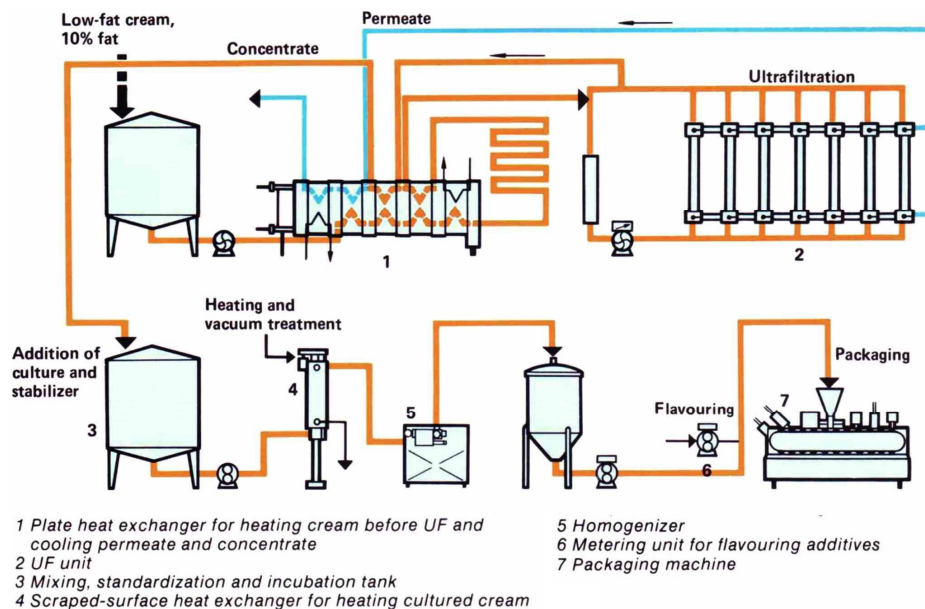 Low-fat cream,
10% fat
Permeate
Concentrate
Ultrafiltration
1
2
Heating and
vacuum treatment
Addition of
culture and
stabilizer
3
4
5
Flavouring
6
Packaging
7
1 Plate heat exchanger for heating cream before UF and
cooling permeate and concentrate
2 UF unit
3 Mixing, standardization and incubation tank
4 Scraped-surface heat exchanger for heating cultured cream
5 Homogenizer
6 Metering unit for flavouring additives
7 Packaging machine